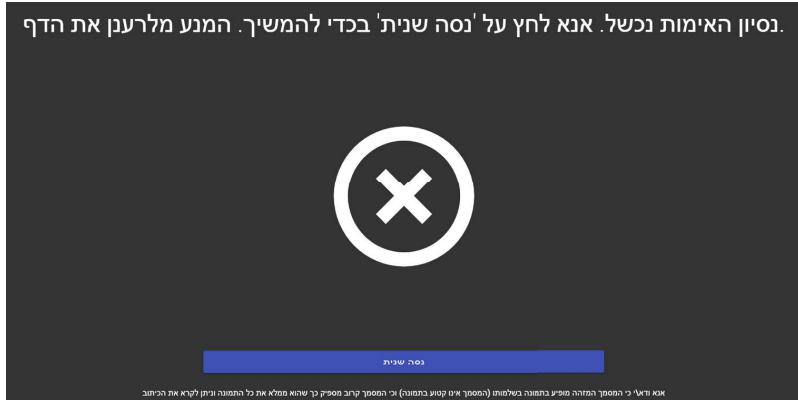 נסיון האימות נכשל. אנא לחץ על 'נסה שנית' בכדי להמשיך. המנע מלרענן את הדף.
נסה שנית
אנא ודא\י כי המסמך המזהה מופיע בתמונה בשלמותו (המסמך אינו קטוע בתמונה) וכי המסמך קרוב מספיק כך שהוא ממלא את כל התמונה וניתן לקרא את הכיתוב